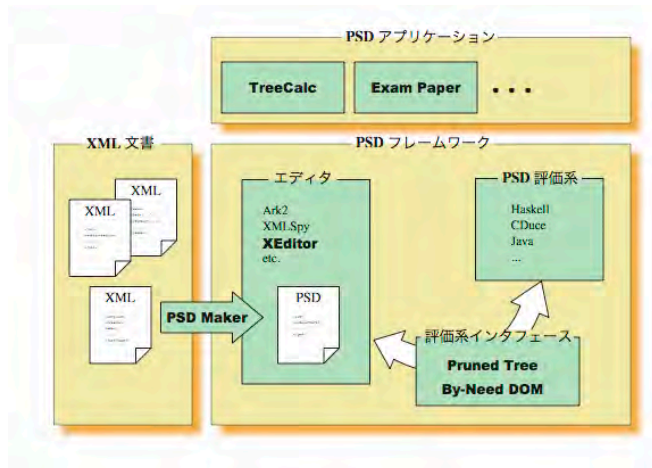 PSD アプリケーション
TreeCalc
Exam Paper
• • •
XML 文書
XML
XML
XML
PSD Maker
PSD フレームワーク
エディタ
Ark2
XMLSpy
XEditor
etc.
PSD
PSD 評価系
Haskell
CDuce
Java
...
評価系インタフェース
Pruned Tree
By-Need DOM